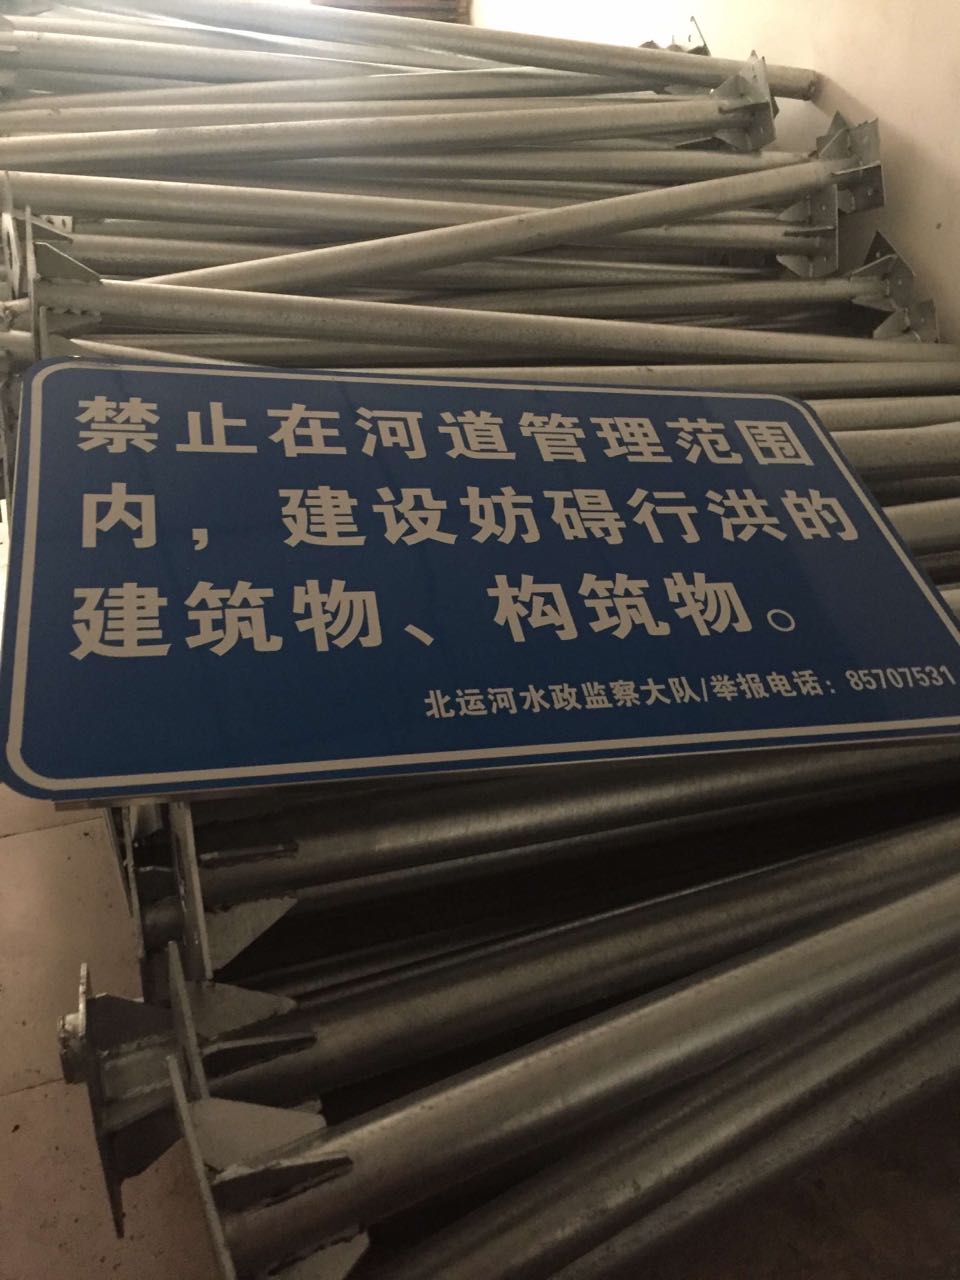 禁止在河道管理范围
内，建设妨碍行洪的
建筑物、构筑物。
北运河水政监察大队/举报电话：85707531